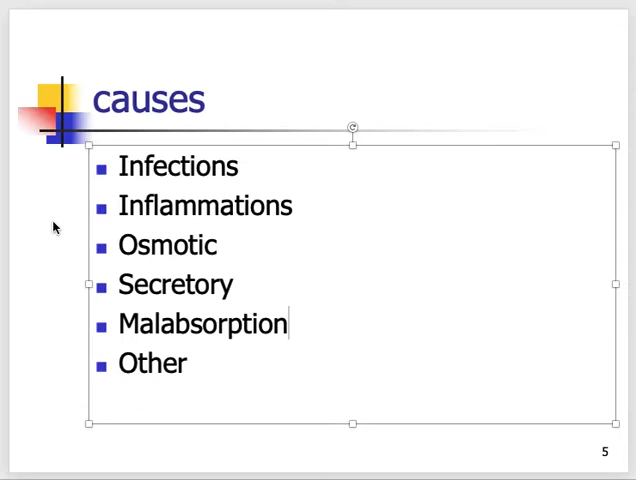 causes
Infections
Inflammations
Osmotic
Secretory
Malabsorption
Other
5